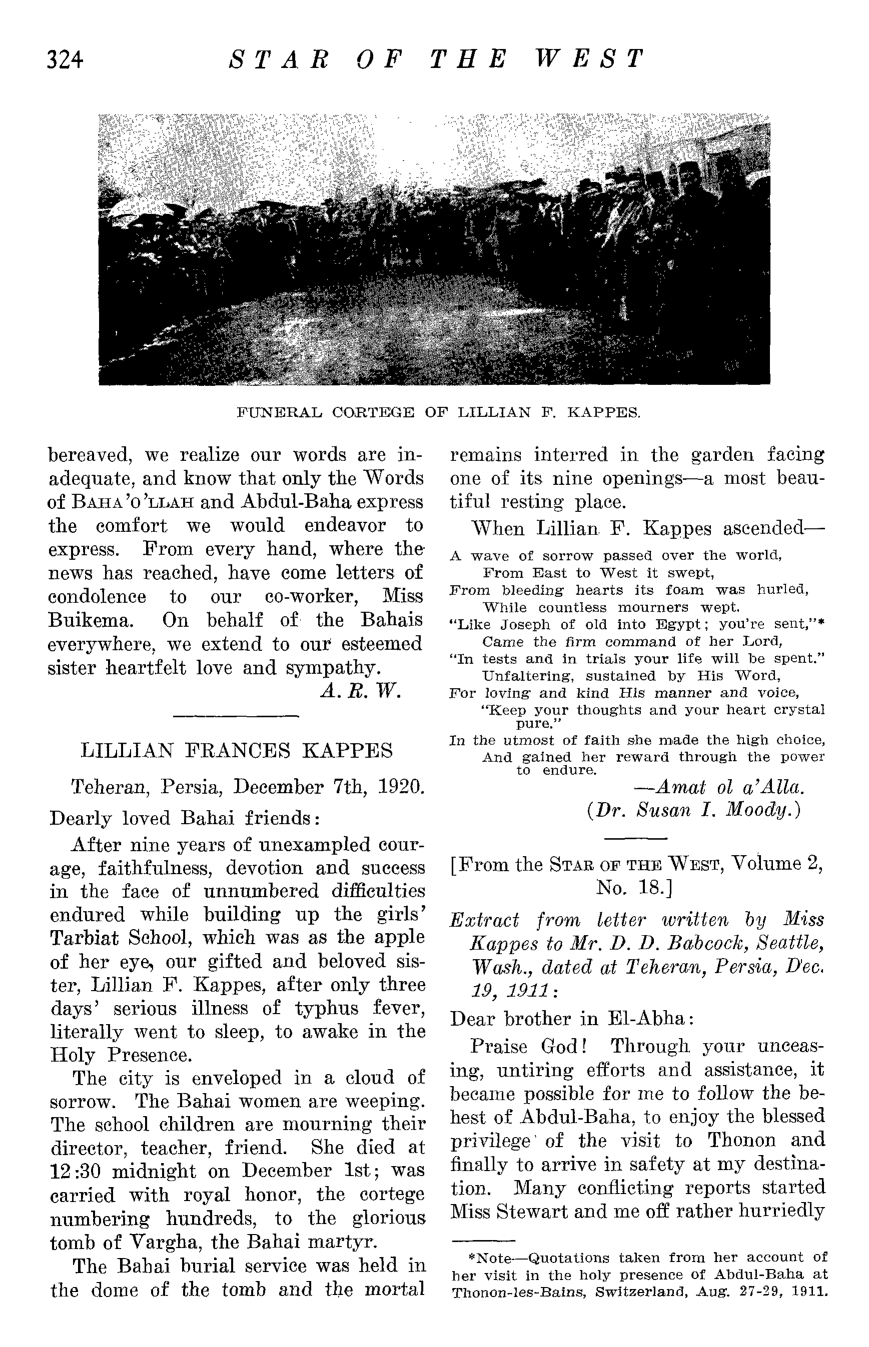 324 STAR OF THE WEST
FUNERAL CORTEGE OF LILLIAN F. KAPPES.
bereaved, we realize our words are in-
adequate, and know that only the Words
of BAHA'O'LLAH and Abdul-Baha express
the comfort we would endeavor to
express. From every hand, where the
news has reached, have come letters of
condolence to our co-worker, Miss
Buikema. On behalf of the Bahais
everywhere, we extend to our esteemed
sister heartfelt love and sympathy.
A. R. W.
LILLIAN FRANCES KAPPES
Teheran, Persia, December 7th, 1920.
Dearly loved Bahai friends:
After nine years of unexampled cour-
age, faithfulness, devotion and success
in the face of unnumbered difficulties
endured while building up the girls'
Tarbiat School, which was as the apple
of her eye, our gifted and beloved sis-
ter, Lillian F. Kappes, after only three
days' serious illness of typhus fever,
literally went to sleep, to awake in the
Holy Presence.
The city is enveloped in a cloud of
sorrow. The Bahai women are weeping.
The school children are mourning their
director, teacher, friend. She died at
12:30 midnight on December 1st; was
carried with royal honor, the cortege
numbering hundreds, to the glorious
tomb of Vargha, the Bahai martyr.
The Bahai burial service was held in
the dome of the tomb and the mortal
remains interred in the garden facing
one of its nine openings—a most beau-
tiful resting place.
When Lillian F. Kappes ascended—
A wave of sorrow passed over the world,
From East to West it swept,
From bleeding hearts its foam was hurled,
While countless mourners wept.
"Like Joseph of old into Egypt; you're sent,"*
Came the firm command of her Lord,
"In tests and in trials your life will be spent."
Unfaltering, sustained by His Word,
For loving and kind His manner and voice,
"Keep your thoughts and your heart crystal
pure."
In the utmost of faith she made the high choice,
And gained her reward through the power
to endure.
—Amat ol a'Alla.
(Dr. Susan I. Moody.)
[From the STAR OF THE WEST, Volume 2,
No. 18.]
Extract from letter written by Miss
Kappes to Mr. D. D. Babcock, Seattle,
Wash., dated at Teheran, Persia, Dec.
19, 1911:
Dear brother in El-Abha:
Praise God! Through your unceas-
ing, untiring efforts and assistance, it
became possible for me to follow the be-
hest of Abdul-Baha, to enjoy the blessed
privilege of the visit to Thonon and
finally to arrive in safety at my destina-
tion. Many conflicting reports started
Miss Stewart and me off rather hurriedly
*Note—Quotations taken from her account of
her visit in the holy presence of Abdul-Baha at
Thonon-les-Bains, Switzerland, Aug. 27-29, 1911.